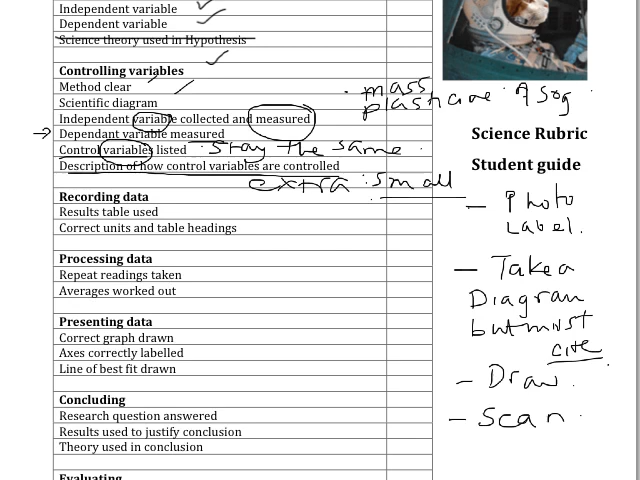 Independent variable
Dependent variable
Science theory used in Hypothesis
Controlling variables
Method clear
Scientific diagram
Independent variable collected and measured
Dependant variable measured
Control variables listed
Description of how control variables are controlled
Recording data
Results table used
Correct units and table headings
Processing data
Repeat readings taken
Averages worked out
Presenting data
Correct graph drawn
Axes correctly labelled
Line of best fit drawn
Concluding
Research question answered
Results used to justify conclusion
Theory used in conclusion
Evaluating
mass
stay the same.
extra small
Science Rubric
Student guide
- Photo
Label.
- Take a
Diagram
but must
cite
- Draw.
- Scan.